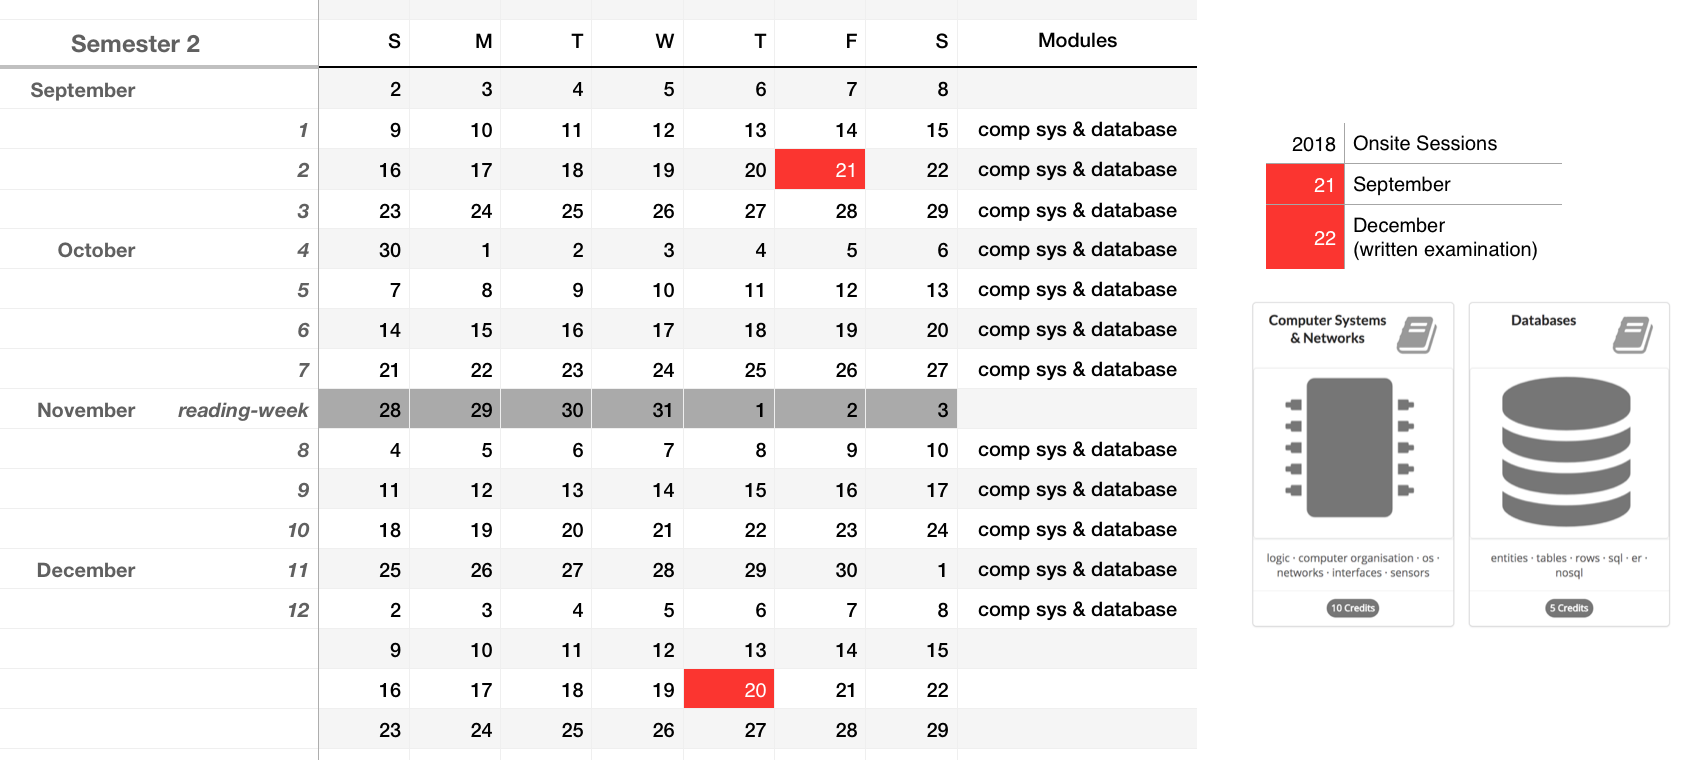 Semester 2 S M T W T F S Modules
September 2 3 4 5 6 7 8
1 9 10 11 12 13 14 15 comp sys & database
2 16 17 18 19 20 21 22 comp sys & database
3 23 24 25 26 27 28 29 comp sys & database
October 4 30 1 2 3 4 5 6 comp sys & database
5 7 8 9 10 11 12 13 comp sys & database
6 14 15 16 17 18 19 20 comp sys & database
7 21 22 23 24 25 26 27 comp sys & database
November reading-week 28 29 30 31 1 2 3
8 4 5 6 7 8 9 10 comp sys & database
9 11 12 13 14 15 16 17 comp sys & database
10 18 19 20 21 22 23 24 comp sys & database
December 11 25 26 27 28 29 30 1 comp sys & database
12 2 3 4 5 6 7 8 comp sys & database
9 10 11 12 13 14 15
16 17 18 19 20 21 22
23 24 25 26 27 28 29
2018 Onsite Sessions
21 September
22 December
(written examination)
Computer Systems
& Networks
logic · computer organisation · os ·
networks · interfaces · sensors
10 Credits
Databases
entities · tables · rows · sql · er ·
nosql
5 Credits